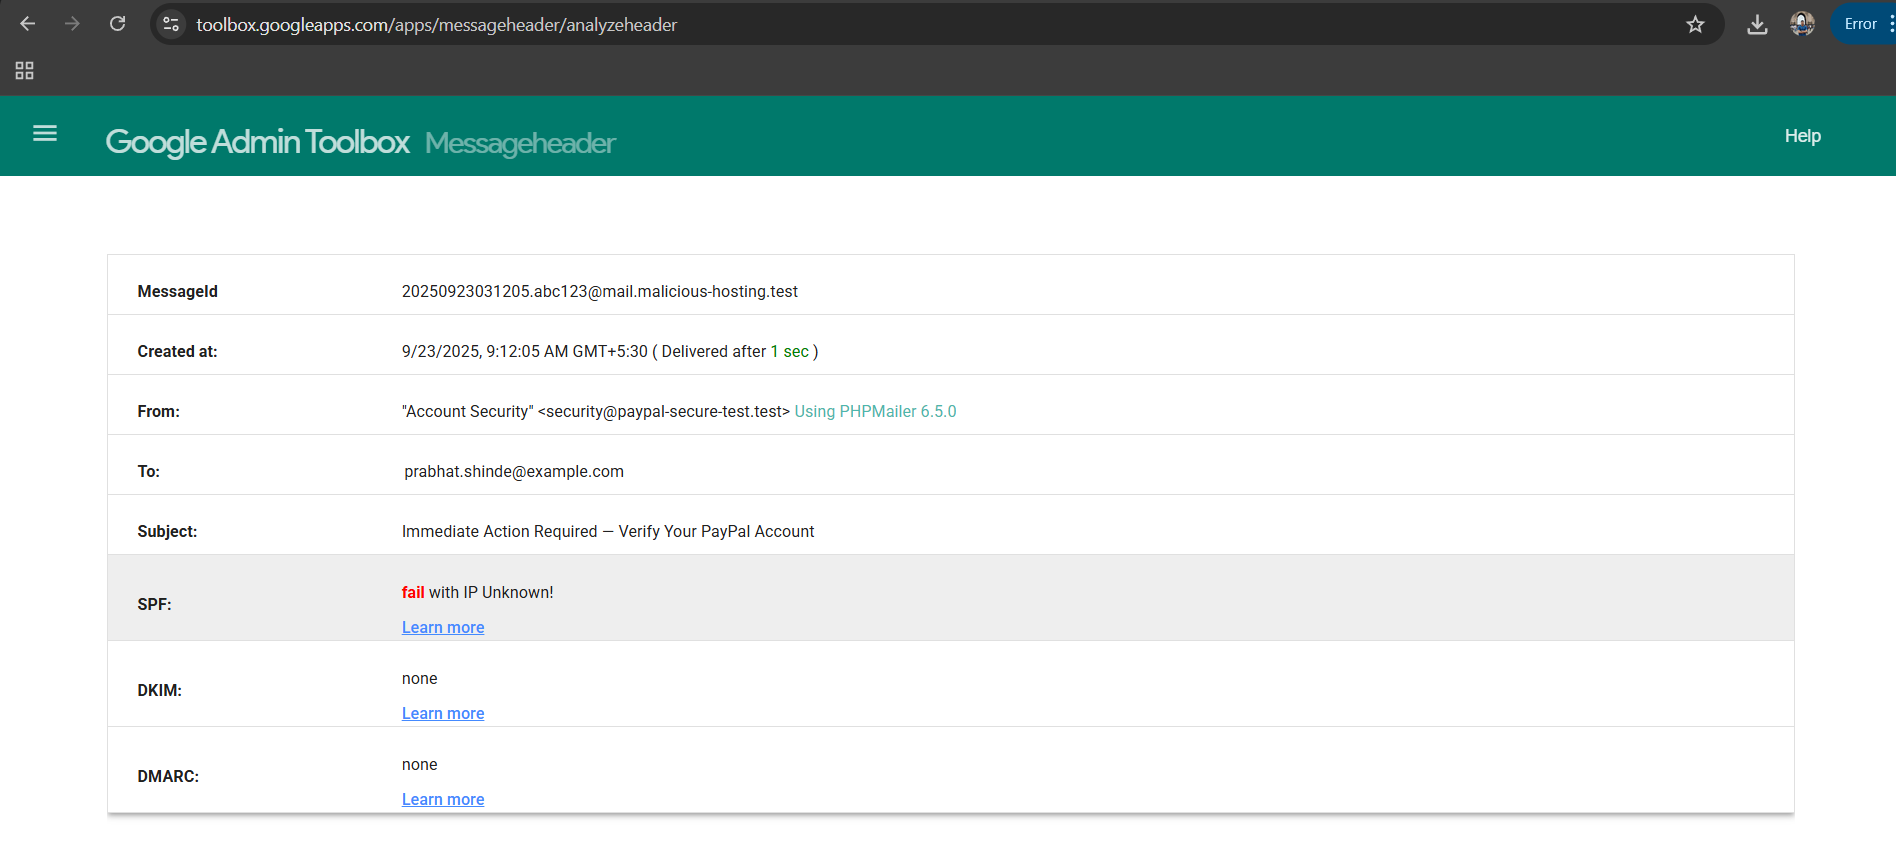 toolbox.googleapps.com/apps/messageheader/analyzeheader
Error
Google Admin Toolbox Messageheader
Help
MessageId 20250923031205.abc123@mail.malicious-hosting.test
Created at: 9/23/2025, 9:12:05 AM GMT+5:30 ( Delivered after 1 sec )
From: "Account Security" <security@paypal-secure-test.test> Using PHPMailer 6.5.0
To: prabhat.shinde@example.com
Subject: Immediate Action Required — Verify Your PayPal Account
SPF: fail with IP Unknown!
Learn more
DKIM: none
Learn more
DMARC: none
Learn more